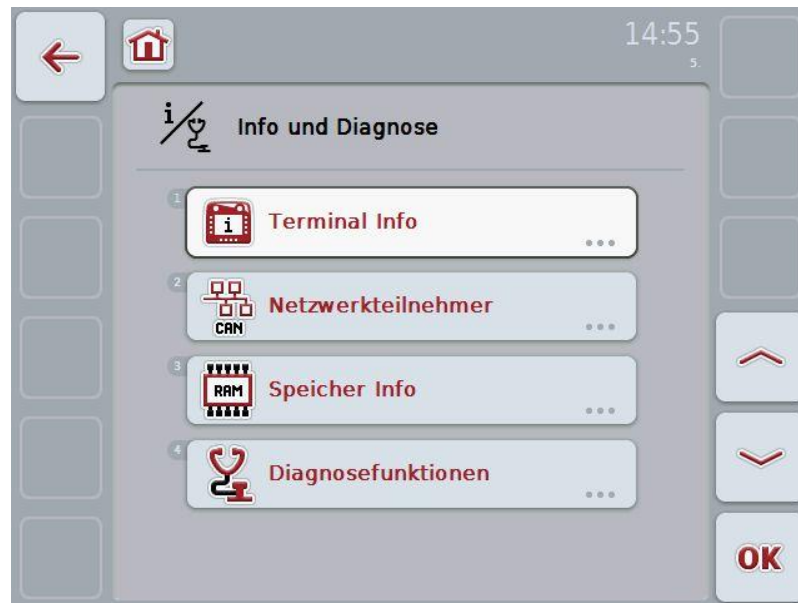 14:55
5.
i
Info und Diagnose
1
i
Terminal Info
2
CAN
Netzwerkteilnehmer
3
RAM
Speicher Info
4
Diagnosefunktionen
OK